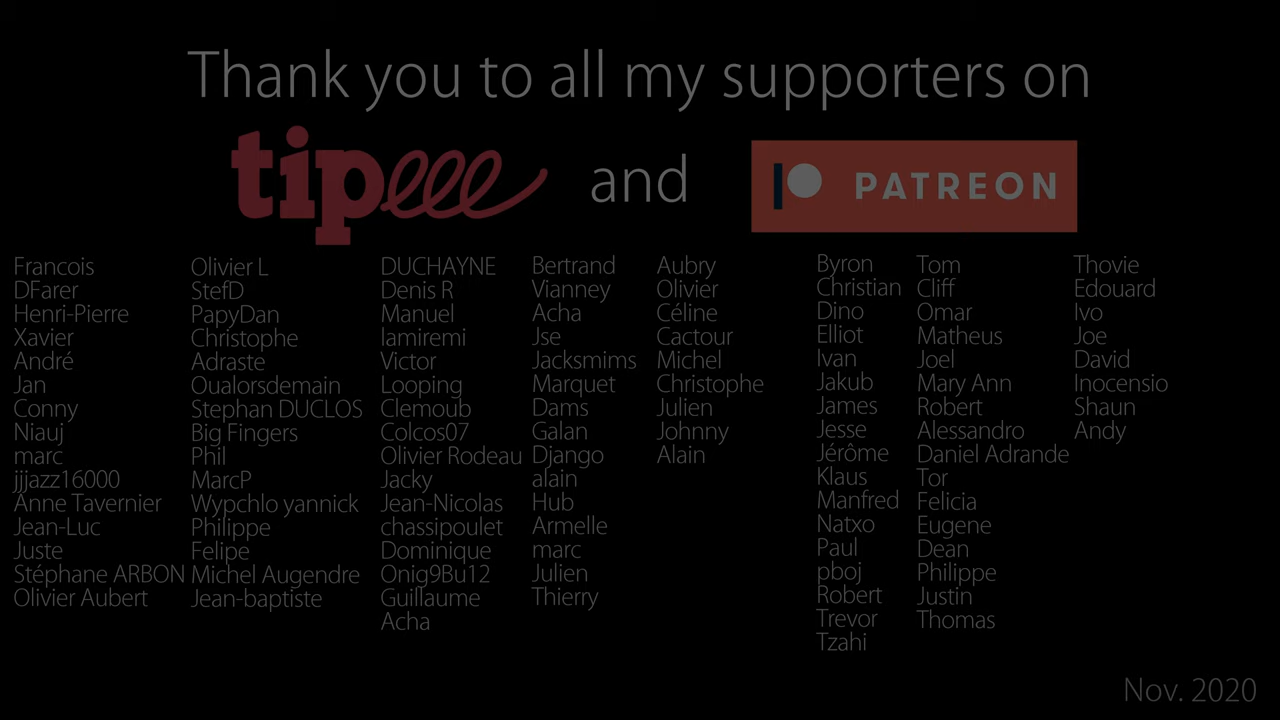 Thank you to all my supporters on
tipeee and PATREON
Francois
DFarer
Henri-Pierre
Xavier
André
Jan
Conny
Niauj
marc
jjjazz16000
Anne Tavernier
Jean-Luc
Juste
Stéphane ARBON
Olivier Aubert
Olivier L
StefD
PapyDan
Christophe
Adraste
Oualorsdemain
Stephan DUCLOS
Big Fingers
Phil
MarcP
Wypchlo yannick
Philippe
Felipe
Michel Augendre
Jean-baptiste
DUCHAYNE
Denis R
Manuel
lamiremi
Victor
Looping
Clemoub
Colcos07
Olivier Rodeau
Jacky
Jean-Nicolas
chassipoulet
Dominique
Onig9Bu12
Guillaume
Acha
Bertrand
Vianney
Acha
Jse
Jacksmims
Marquet
Dams
Galan
Django
alain
Hub
Armelle
marc
Julien
Thierry
Aubry
Olivier
Céline
Cactour
Michel
Christophe
Julien
Johnny
Alain
Byron
Christian
Dino
Elliot
Ivan
Jakub
James
Jesse
Jérôme
Klaus
Manfred
Natxo
Paul
pboj
Robert
Trevor
Tzahi
Tom
Cliff
Omar
Matheus
Joel
Mary Ann
Robert
Alessandro
Daniel Adrande
Tor
Felicia
Eugene
Dean
Philippe
Justin
Thomas
Thovie
Edouard
Ivo
Joe
David
Inocensio
Shaun
Andy
Nov. 2020